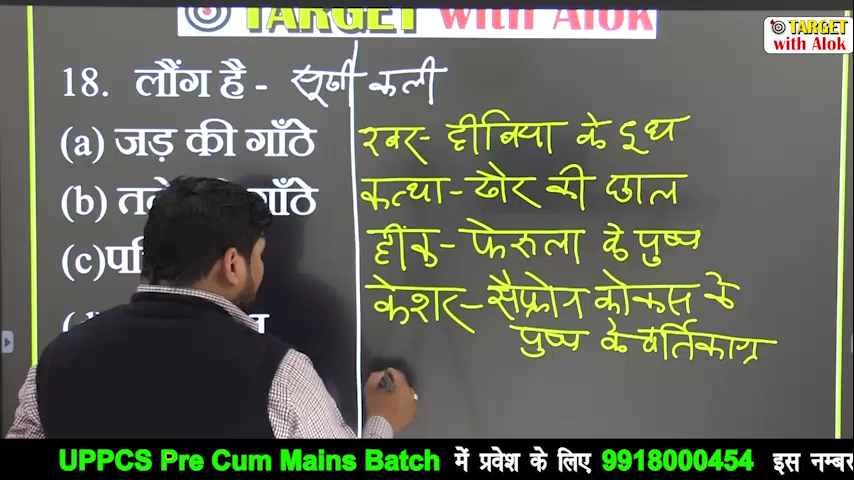 TARGET with Alok
TARGET
with Alok
18. लौंग है - सूखी कली
(a) जड़ की गाँठे
(b) गाँठे
(c)
रबर- हीबिया के दूध
कत्था - खैर की छाल
हींग - फेरुला के पुष्प
केशर - सैफ्रोन क्रोकस के
पुष्प के वर्तिकाग्र
UPPCS Pre Cum Mains Batch में प्रवेश के लिए 9918000454 इस नम्बर